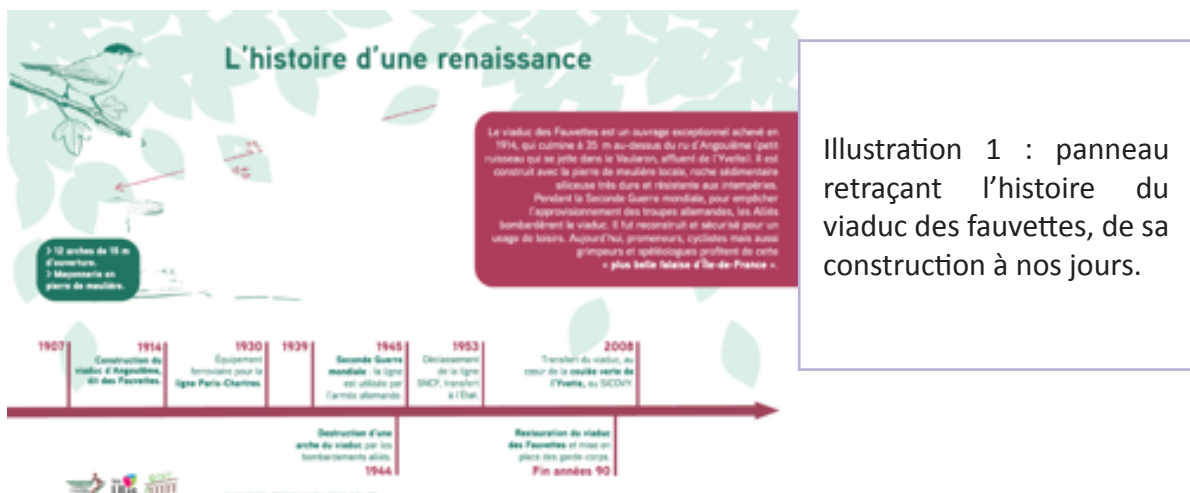 L'histoire d'une renaissance
Le viaduc des Fauvettes est un ouvrage exceptionnel achevé en
1914, qui culmine à 35 m au-dessus du ru d'Angoulême (petit
ruisseau qui se jette dans le Vaularon, affluent de l'Yvette). Il est
construit avec la pierre de meulière locale, roche sédimentaire
siliceuse très dure et résistante aux intempéries.
Pendant la Seconde Guerre mondiale, pour empêcher
l'approvisionnement des troupes allemandes, les Alliés
bombardèrent le viaduc. Il fut reconstruit et sécurisé pour un
usage de loisirs. Aujourd'hui, promeneurs, cyclistes mais aussi
grimpeurs et spéléologues profitent de cette
« plus belle falaise d'Île-de-France ».
> 12 arches de 15 m
d'ouverture.
> Maçonnerie en
pierre de meulière.
1907
1914
Construction du
viaduc d'Angoulême,
dit des Fauvettes.
1930
Équipement
ferroviaire pour la
ligne Paris-Chartres
1939
1945
Seconde Guerre
mondiale : la ligne
est utilisée par
l'armée allemande.
1953
Déclassement
de la ligne
SNCF, transfert
à l'État.
2008
Transfert du viaduc, au
cœur de la coulée verte de
l'Yvette, au SICOVY.
Destruction d'une
arche du viaduc par les
bombardements alliés.
1944
Restauration du viaduc
des Fauvettes et mise en
place des garde-corps.
Fin années 90
Illustration 1 : panneau
retraçant l'histoire du
viaduc des fauvettes, de sa
construction à nos jours.